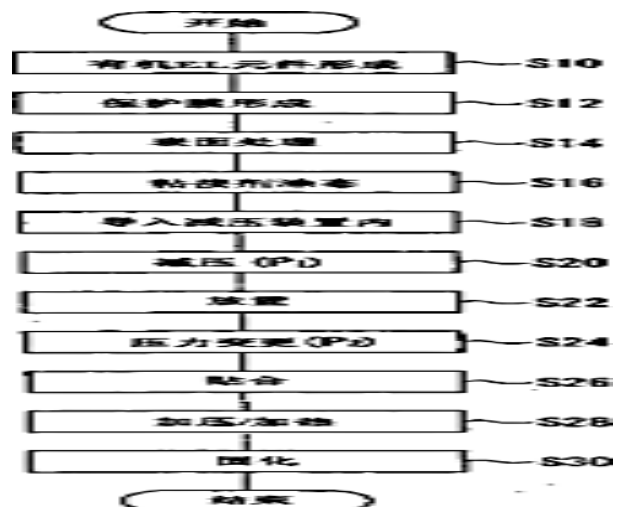 开始
有机EL元件形成 S10
保护膜形成 S12
表面处理 S14
粘接剂涂布 S16
导入减压装置内 S18
减压(P₁) S20
放置 S22
压力变更(P₂) S24
贴合 S26
加压/加热 S28
固化 S30
结束